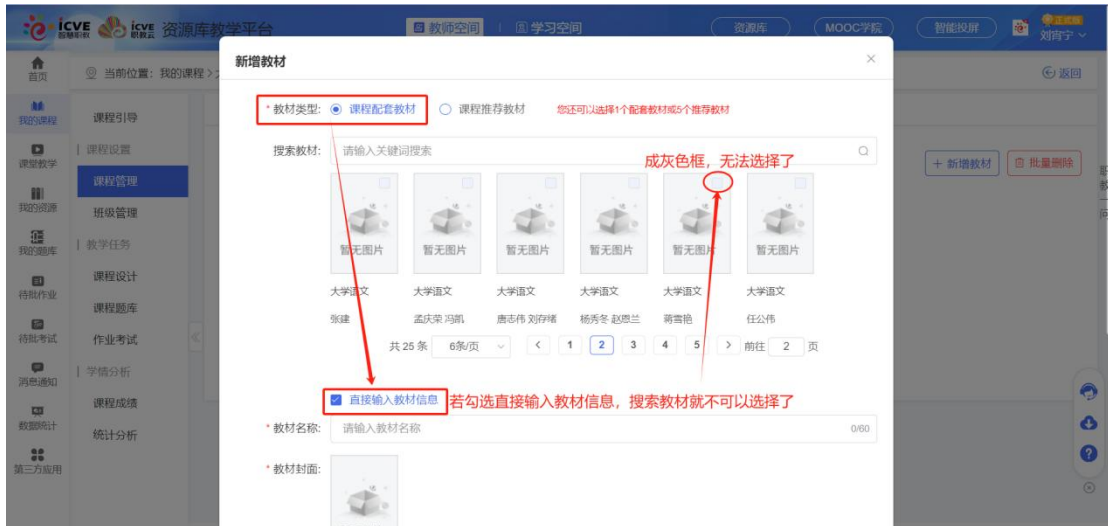 icve 智慧职教 icve 职教云 资源库教学平台 教师空间 学习空间 资源库 MOOC学院 智能投屏 正式版 刘宵宁
首页 当前位置：我的课程 > 返回
新增教材 ×
* 教材类型: 课程配套教材 课程推荐教材 您还可以选择1个配套教材或5个推荐教材
我的课程 课程引导
搜索教材: 请输入关键词搜索
课堂教学 课程设置
成灰色框，无法选择了
+ 新增教材 批量删除
课程管理
我的资源 班级管理
我的题库 教学任务
暂无图片 暂无图片 暂无图片 暂无图片 暂无图片 暂无图片
待批作业 课程设计
大学语文 大学语文 大学语文 大学语文 大学语文 大学语文
课程题库
张建 孟庆荣 冯凯 唐志伟 刘存绪 杨秀冬 赵恩兰 蒋雪艳 任公伟
待批考试 作业考试
共 25 条 6条/页 < 1 2 3 4 5 > 前往 2 页
消息通知 学情分析
课程成绩
直接输入教材信息 若勾选直接输入教材信息，搜索教材就不可以选择了
数据统计 统计分析
* 教材名称: 请输入教材名称 0/60
第三方应用
* 教材封面: